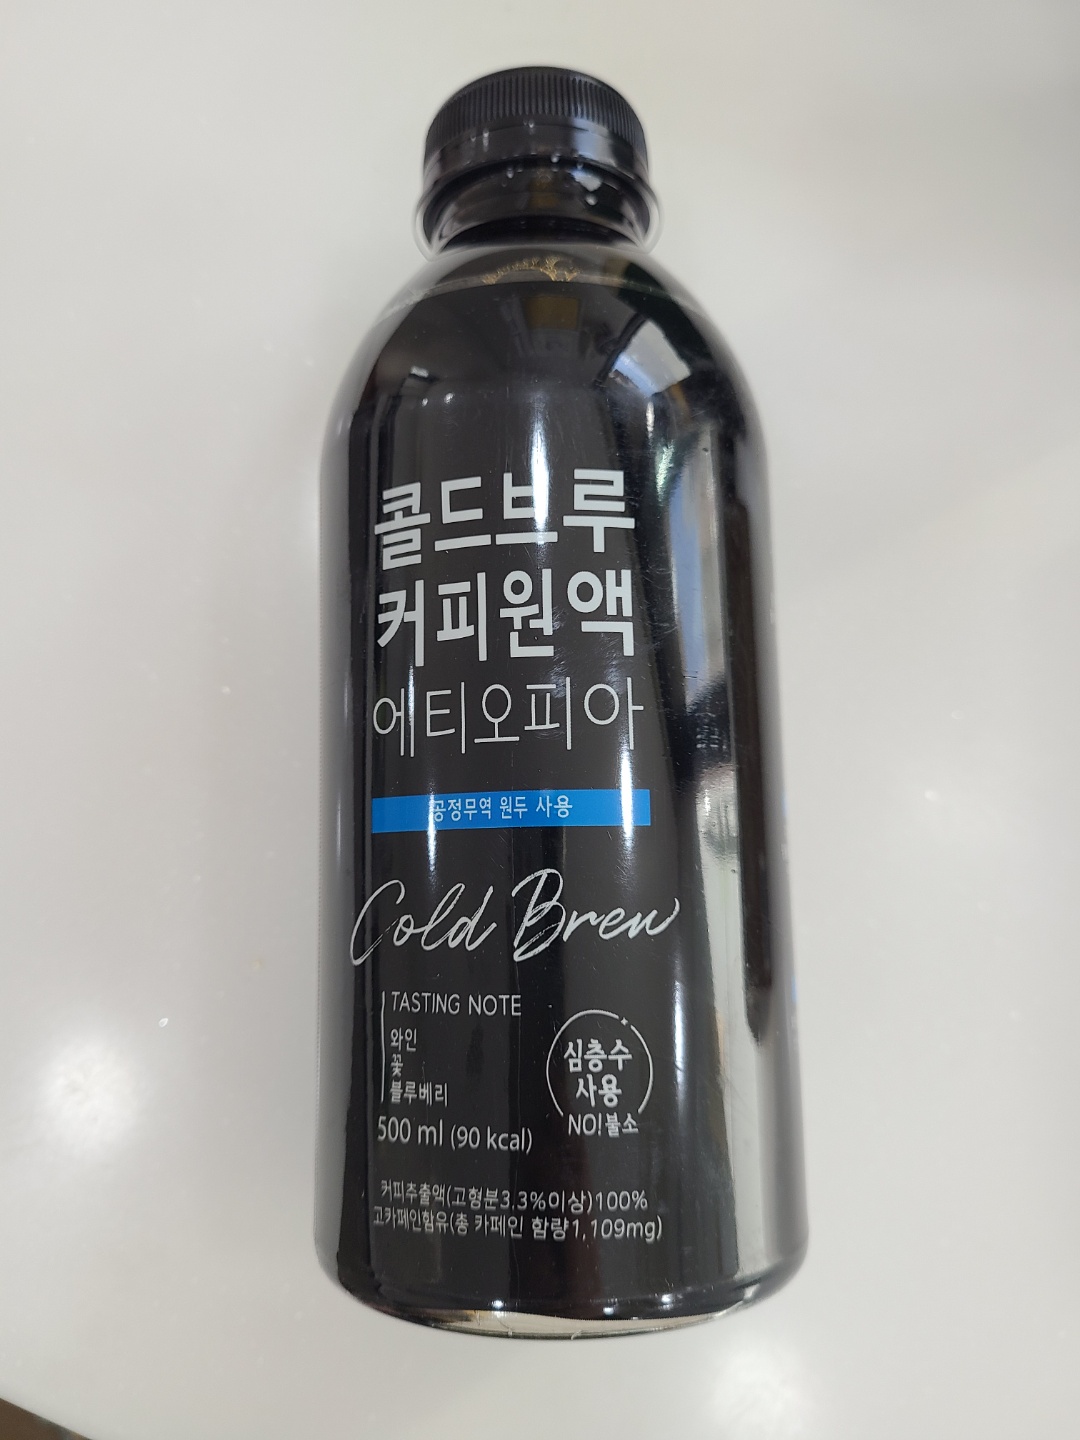 콜드브루
커피원액
에티오피아
공정무역 원두 사용
Cold Brew
TASTING NOTE
와인
꽃
블루베리
500 ml (90 kcal)
심층수
사용
NO!불소
커피추출액(고형분3.3%이상)100%
고카페인함유(총 카페인 함량1,109mg)